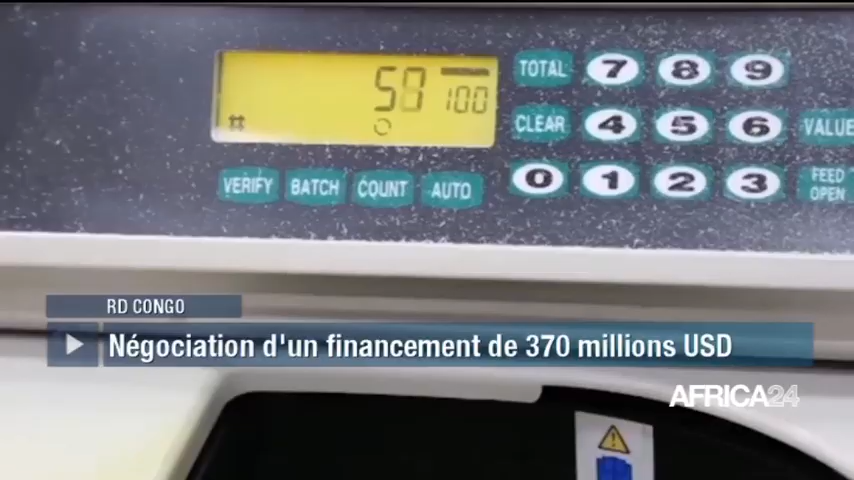 TOTAL 7 8 9
100
CLEAR 4 5 6 VALUE
VERIFY BATCH COUNT AUTO 0 1 2 3 FEED OPEN
RD CONGO
Négociation d'un financement de 370 millions USD
AFRICA24